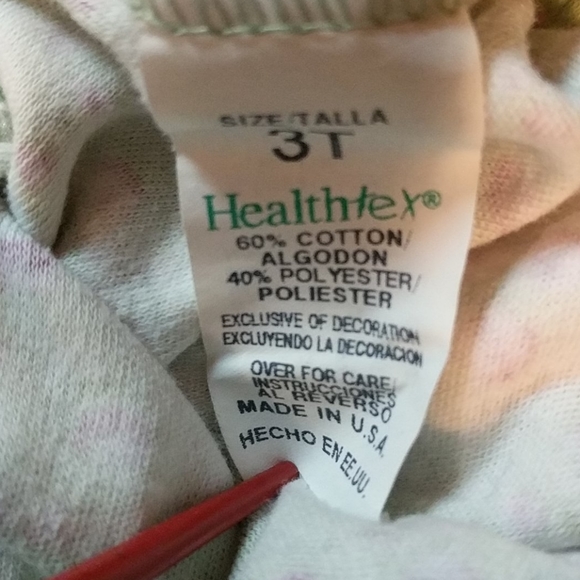 SIZE/TALLA
3T
Healthtex®
60% COTTON/
ALGODON
40% POLYESTER/
POLIESTER
EXCLUSIVE OF DECORATION
EXCLUYENDO LA DECORACION
OVER FOR CARE/
INSTRUCCIONES
AL REVERSO
MADE IN U.S.A.
HECHO EN EE.UU.